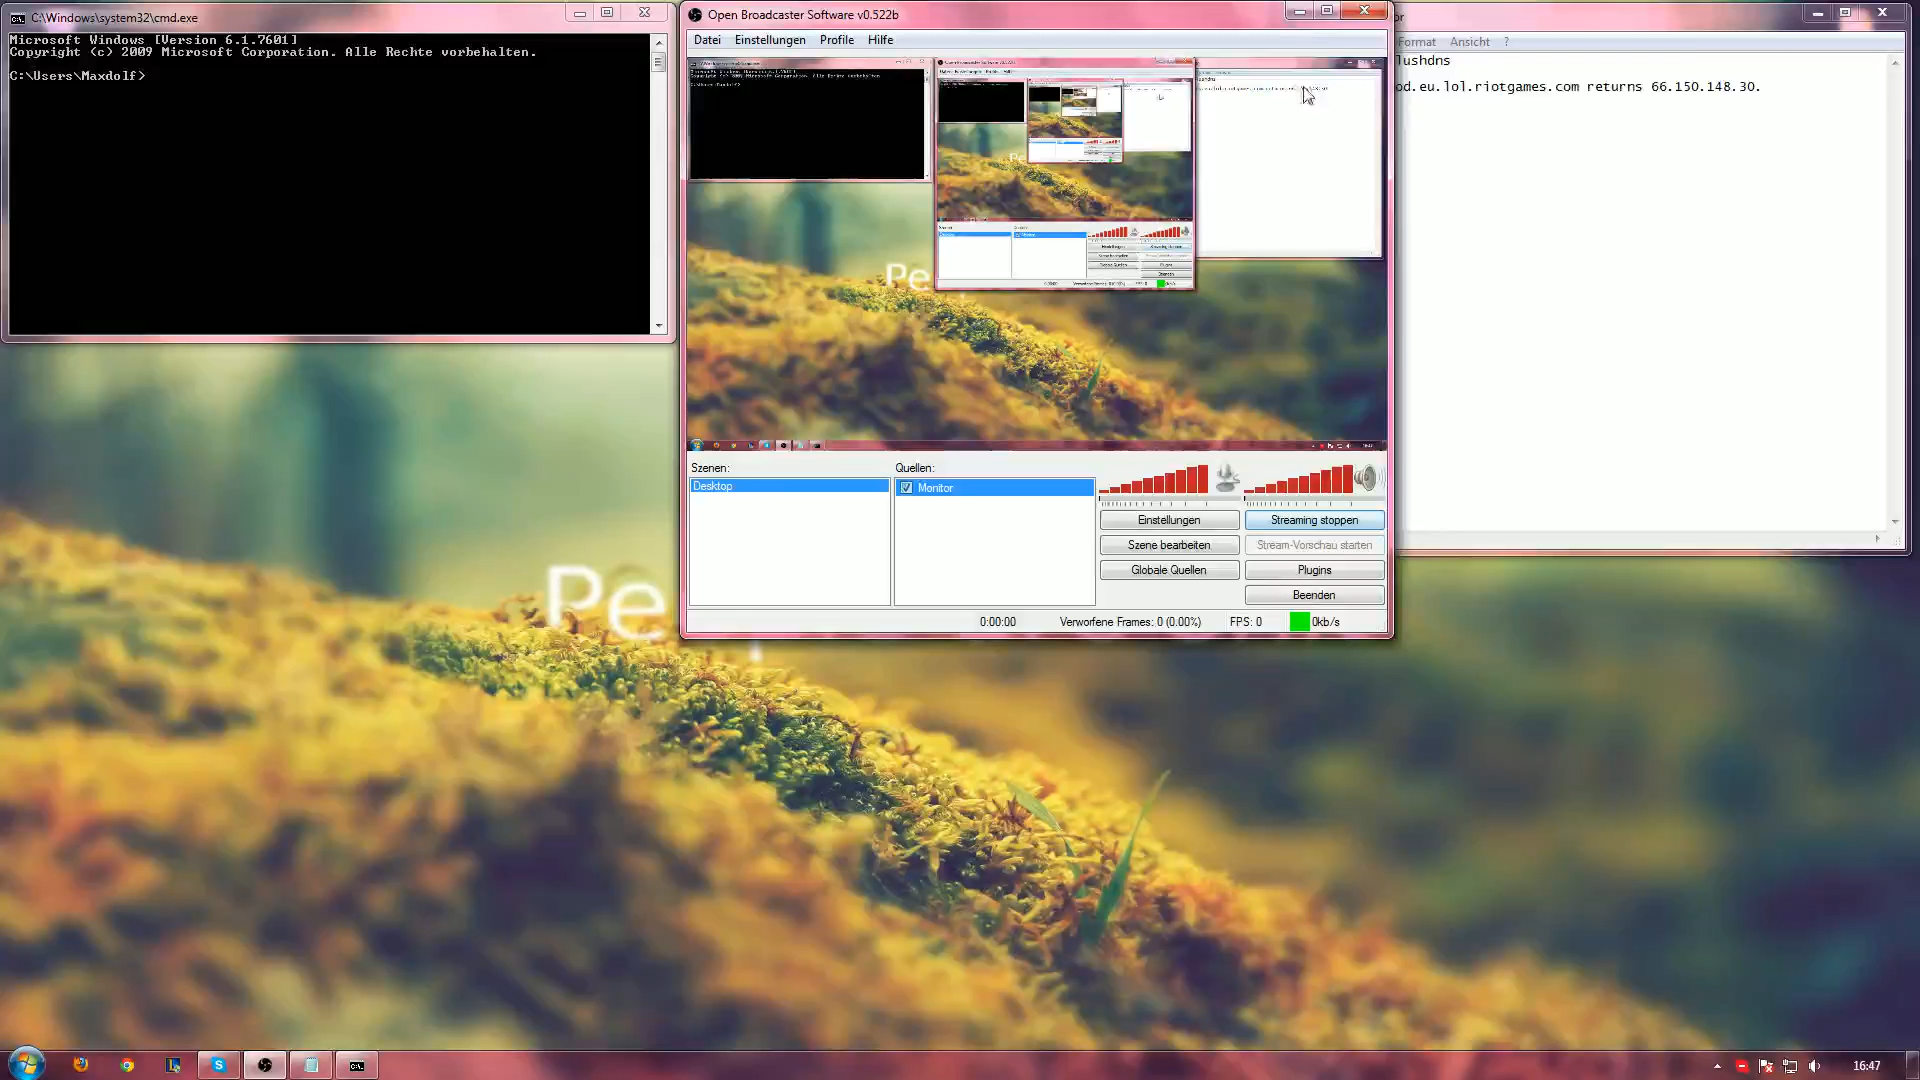 C:\Windows\system32\cmd.exe
Microsoft Windows [Version 6.1.7601]
Copyright (c) 2009 Microsoft Corporation. Alle Rechte vorbehalten.
C:\Users\Maxdolf>
Open Broadcaster Software v0.522b
Datei Einstellungen Profile Hilfe
Pe
Szenen:
Desktop
Quellen:
Monitor
Einstellungen
Streaming stoppen
Szene bearbeiten
Stream-Vorschau starten
Globale Quellen
Plugins
Beenden
0:00:00
Verworfene Frames: 0 (0.00%)
FPS: 0
0kb/s
or
Format Ansicht ?
lushdns
od.eu.lol.riotgames.com returns 66.150.148.30.
Pe
16:47